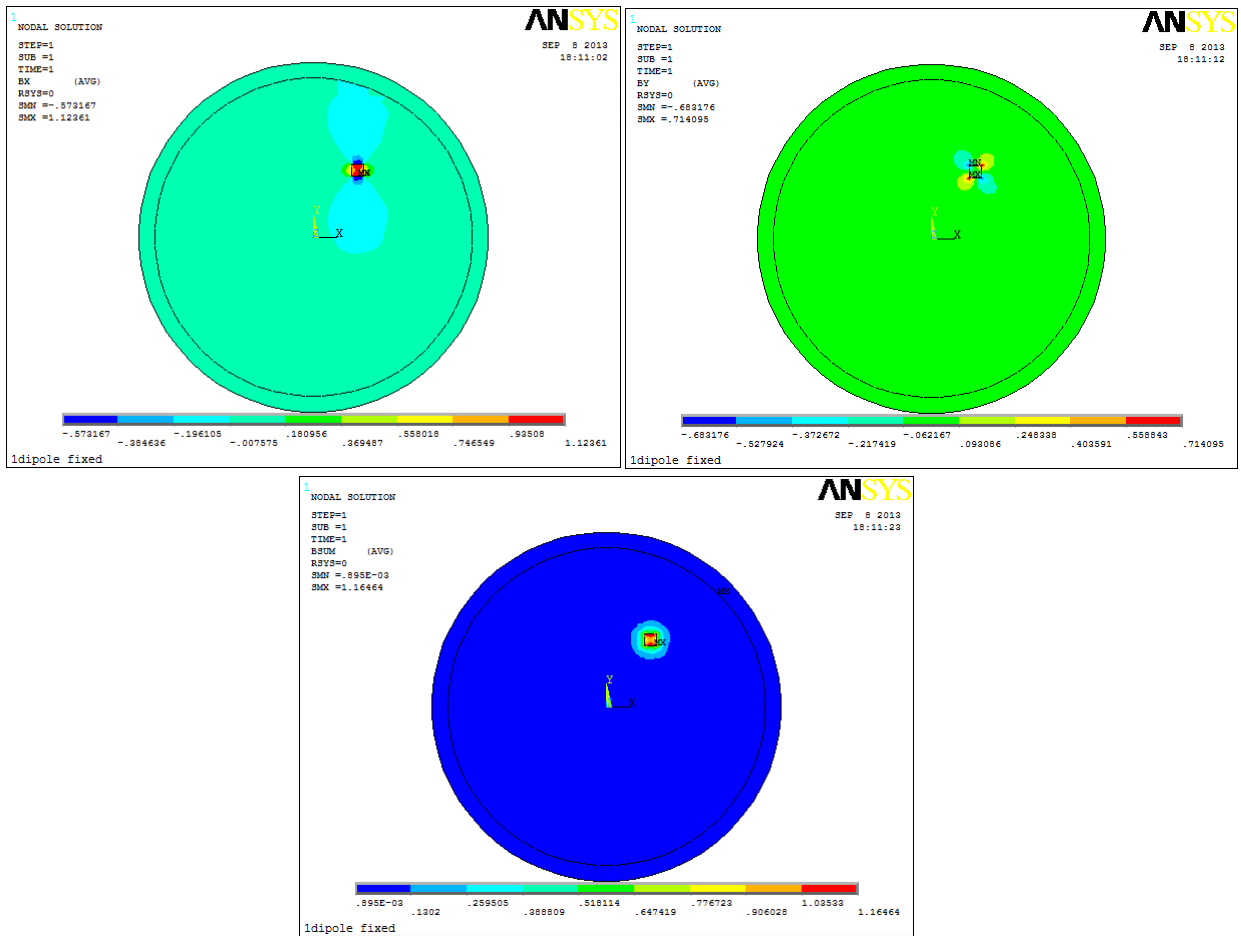 1
NODAL SOLUTION
ANSYS
STEP=1
SUB =1
TIME=1
BX (AVG)
RSYS=0
SMN =-.573167
SMX =1.12361
SEP 8 2013
18:11:02
MX
Y
X
-.573167 -.384636 -.196105 -.007575 .180956 .369487 .558018 .746549 .93508 1.12361
1dipole fixed
1
NODAL SOLUTION
ANSYS
STEP=1
SUB =1
TIME=1
BY (AVG)
RSYS=0
SMN =-.683176
SMX =.714095
SEP 8 2013
18:11:12
MN
MX
Y
X
-.683176 -.527924 -.372672 -.217419 -.062167 .093086 .248338 .403591 .558843 .714095
1dipole fixed
1
NODAL SOLUTION
ANSYS
STEP=1
SUB =1
TIME=1
BSUM (AVG)
RSYS=0
SMN =.895E-03
SMX =1.16464
SEP 8 2013
18:11:23
MN
MX
Y
X
.895E-03 .1302 .259505 .388809 .518114 .647419 .776723 .906028 1.03533 1.16464
1dipole fixed